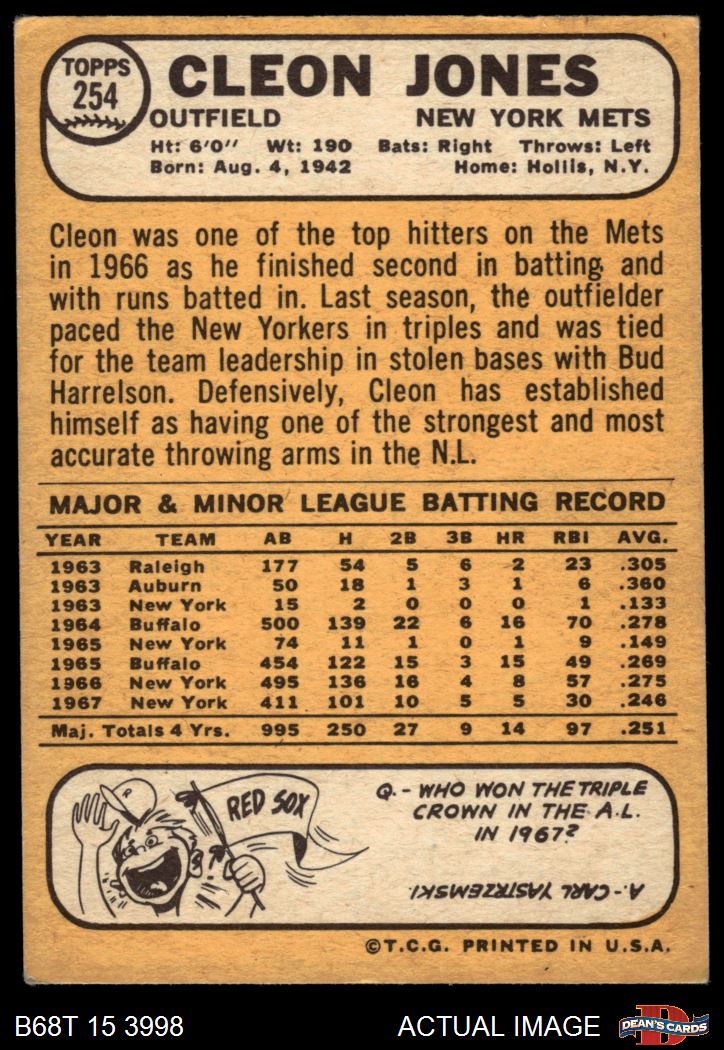 TOPPS
254
CLEON JONES
OUTFIELD NEW YORK METS
Ht: 6'0" Wt: 190 Bats: Right Throws: Left
Born: Aug. 4, 1942 Home: Hollis, N.Y.
Cleon was one of the top hitters on the Mets
in 1966 as he finished second in batting and
with runs batted in. Last season, the outfielder
paced the New Yorkers in triples and was tied
for the team leadership in stolen bases with Bud
Harrelson. Defensively, Cleon has established
himself as having one of the strongest and most
accurate throwing arms in the N.L.
MAJOR & MINOR LEAGUE BATTING RECORD
YEAR TEAM AB H 2B 3B HR RBI AVG.
1963 Raleigh 177 54 5 6 2 23 .305
1963 Auburn 50 18 1 3 1 6 .360
1963 New York 15 2 0 0 0 1 .133
1964 Buffalo 500 139 22 6 16 70 .278
1965 New York 74 11 1 0 1 9 .149
1965 Buffalo 454 122 15 3 15 49 .269
1966 New York 495 136 16 4 8 57 .275
1967 New York 411 101 10 5 5 30 .246
Maj. Totals 4 Yrs. 995 250 27 9 14 97 .251
R
RED SOX
Q. - WHO WON THE TRIPLE
CROWN IN THE A.L.
IN 1967?
A.- CARL YASTRZEMSKI
©T.C.G. PRINTED IN U.S.A.
B68T 15 3998 ACTUAL IMAGE
D
DEAN'S CARDS